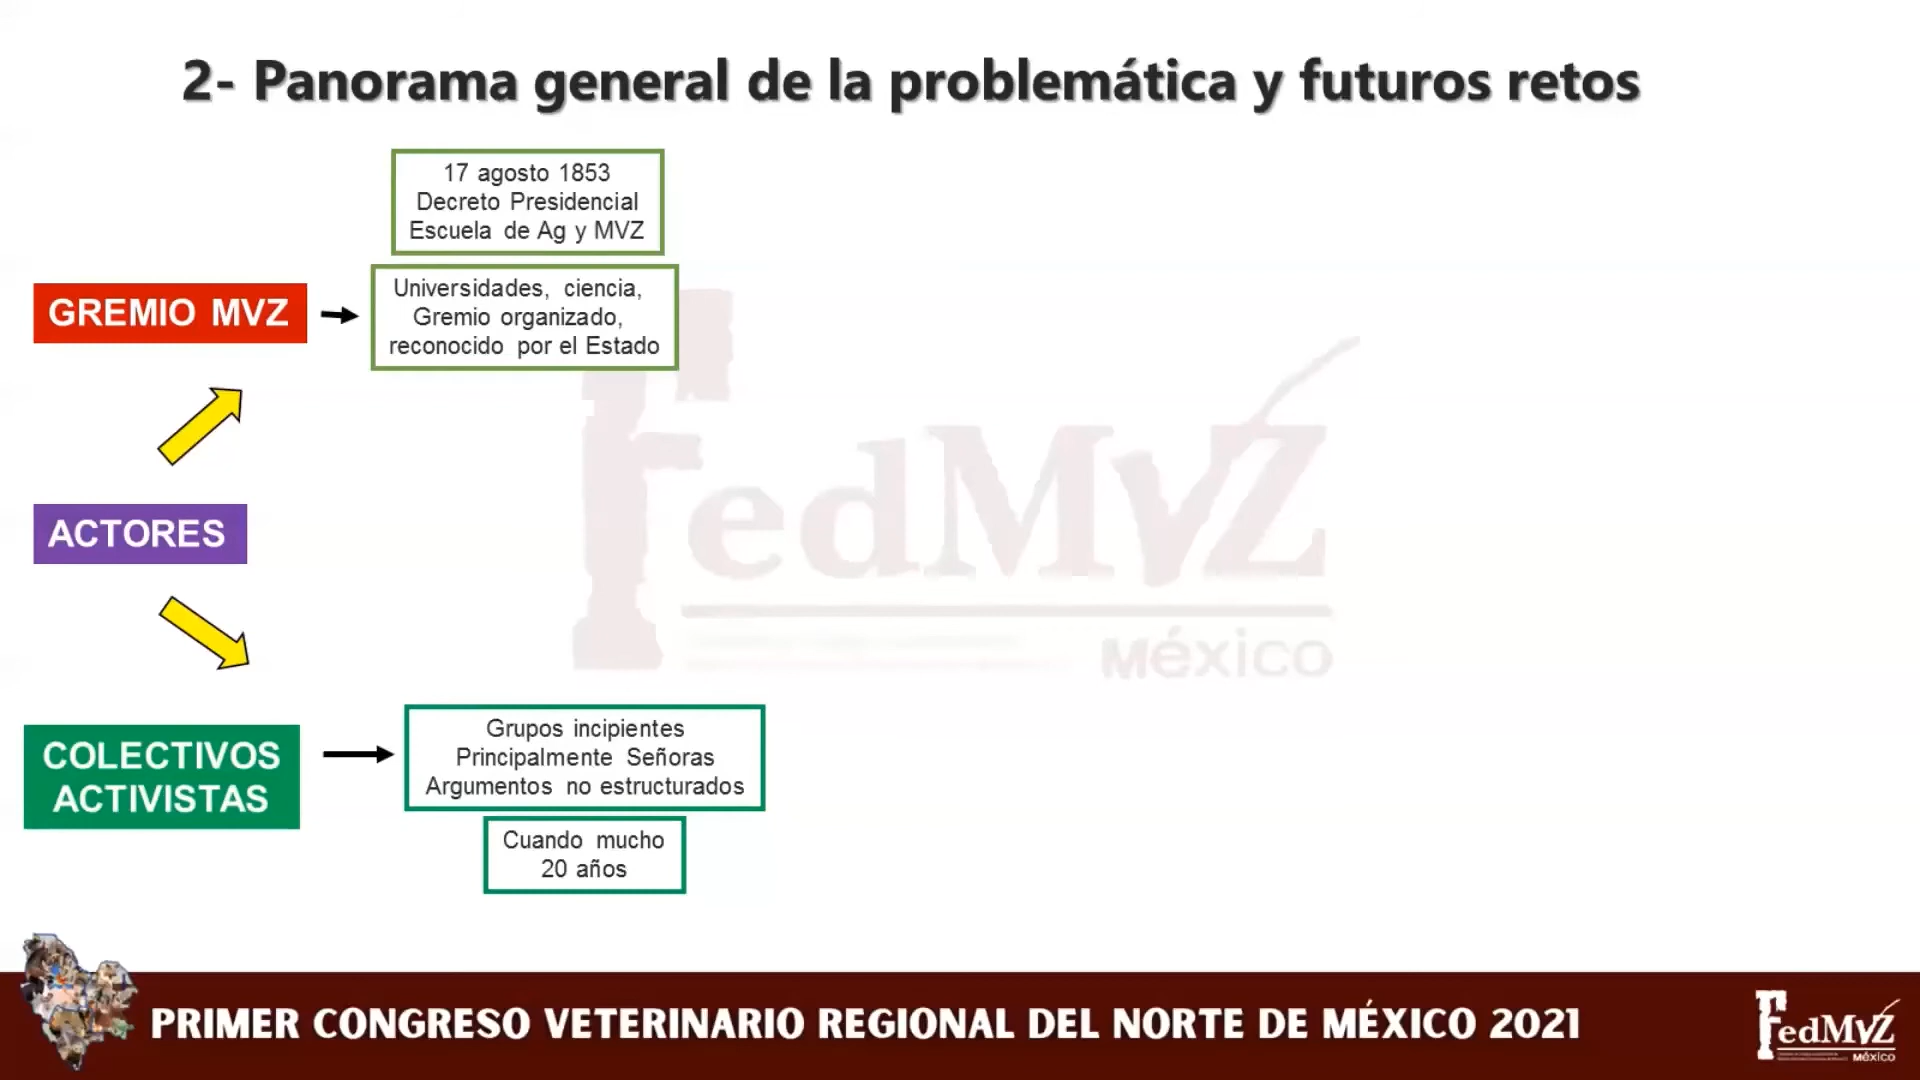 2- Panorama general de la problemática y futuros retos
17 agosto 1853
Decreto Presidencial
Escuela de Ag y MVZ
GREMIO MVZ
Universidades, ciencia,
Gremio organizado,
reconocido por el Estado
FedMVZ
México
ACTORES
COLECTIVOS
ACTIVISTAS
Grupos incipientes
Principalmente Señoras
Argumentos no estructurados
Cuando mucho
20 años
PRIMER CONGRESO VETERINARIO REGIONAL DEL NORTE DE MÉXICO 2021
FedMVZ
México